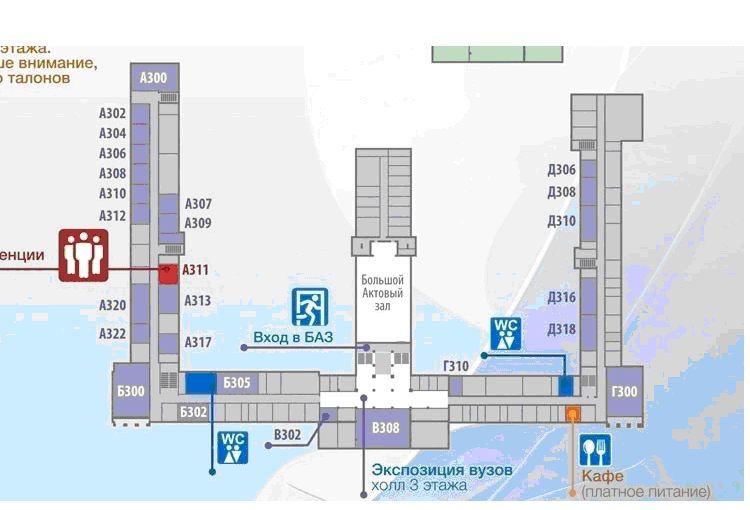 этажа.
ше внимание,
о талонов
А300
А302
А304
А306
А308
А310
А312
А307
А309
енции
А311
А320
А313
А322
А317
Б300
Б305
Б302
WC
В302
Вход в БАЗ
Большой
Актовый
зал
В308
Экспозиция вузов
холл 3 этажа
Д306
Д308
Д310
Д316
Д318
WC
Г310
Г300
Кафе
(платное питание)